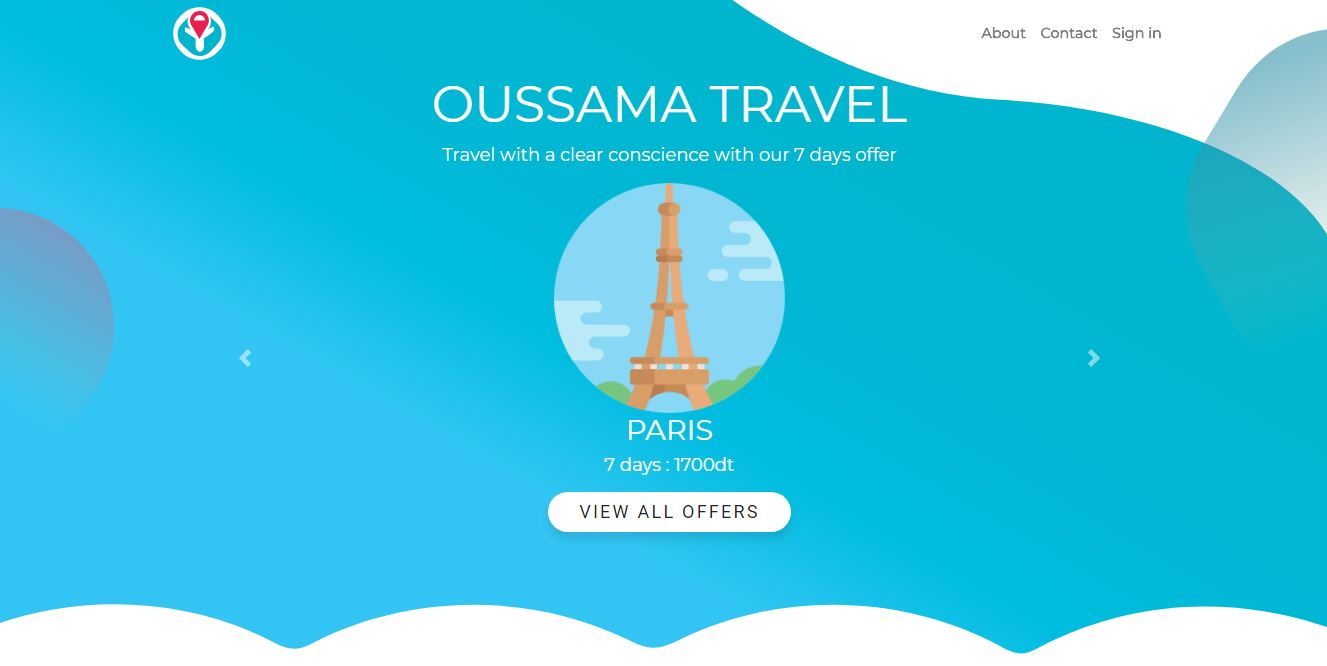 About Contact Sign in
OUSSAMA TRAVEL
Travel with a clear conscience with our 7 days offer
PARIS
7 days : 1700dt
VIEW ALL OFFERS